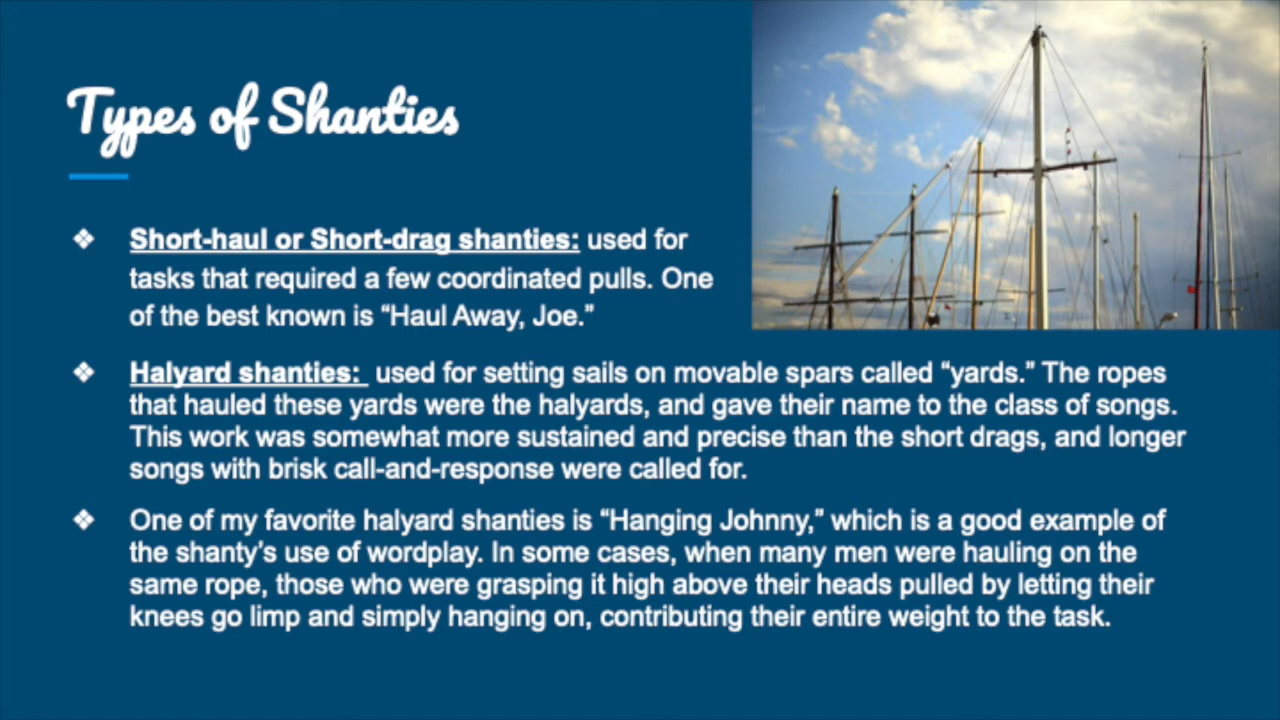 Types of Shanties
❖ Short-haul or Short-drag shanties: used for
tasks that required a few coordinated pulls. One
of the best known is “Haul Away, Joe.”
❖ Halyard shanties:  used for setting sails on movable spars called “yards.” The ropes
that hauled these yards were the halyards, and gave their name to the class of songs.
This work was somewhat more sustained and precise than the short drags, and longer
songs with brisk call-and-response were called for.
❖ One of my favorite halyard shanties is “Hanging Johnny,” which is a good example of
the shanty’s use of wordplay. In some cases, when many men were hauling on the
same rope, those who were grasping it high above their heads pulled by letting their
knees go limp and simply hanging on, contributing their entire weight to the task.